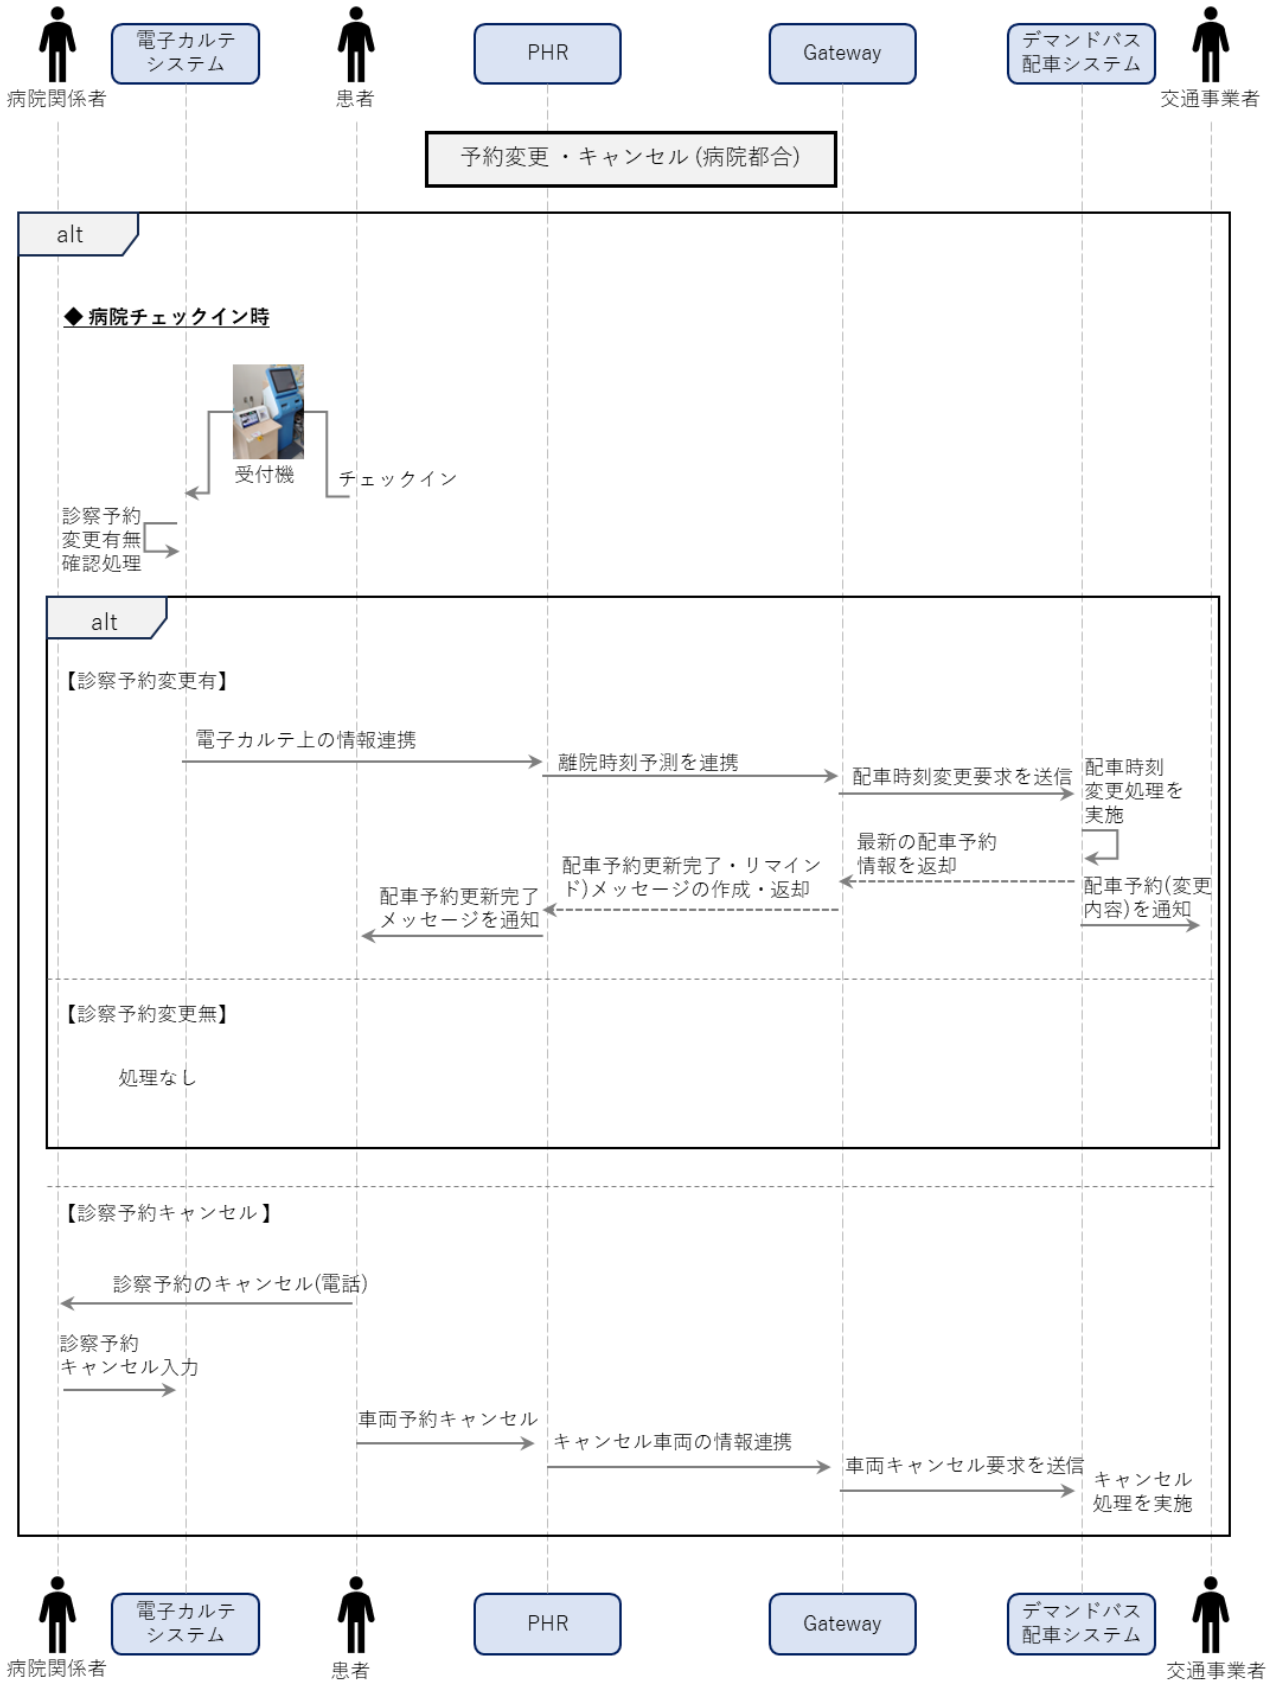 電子カルテ
システム
PHR
Gateway
デマンドバス
配車システム
病院関係者
患者
交通事業者
予約変更 ・キャンセル (病院都合)
alt
◆ 病院チェックイン時
受付機
チェックイン
診察予約
変更有無
確認処理
alt
【診察予約変更有】
電子カルテ上の情報連携
離院時刻予測を連携
配車時刻変更要求を送信
配車時刻
変更処理を
実施
最新の配車予約
情報を返却
配車予約更新完了・リマイン
ド)メッセージの作成・返却
配車予約更新完了
メッセージを通知
配車予約(変更
内容)を通知
【診察予約変更無】
処理なし
【診察予約キャンセル 】
診察予約のキャンセル(電話)
診察予約
キャンセル入力
車両予約キャンセル
キャンセル車両の情報連携
車両キャンセル要求を送信
キャンセル
処理を実施
電子カルテ
システム
PHR
Gateway
デマンドバス
配車システム
病院関係者
患者
交通事業者